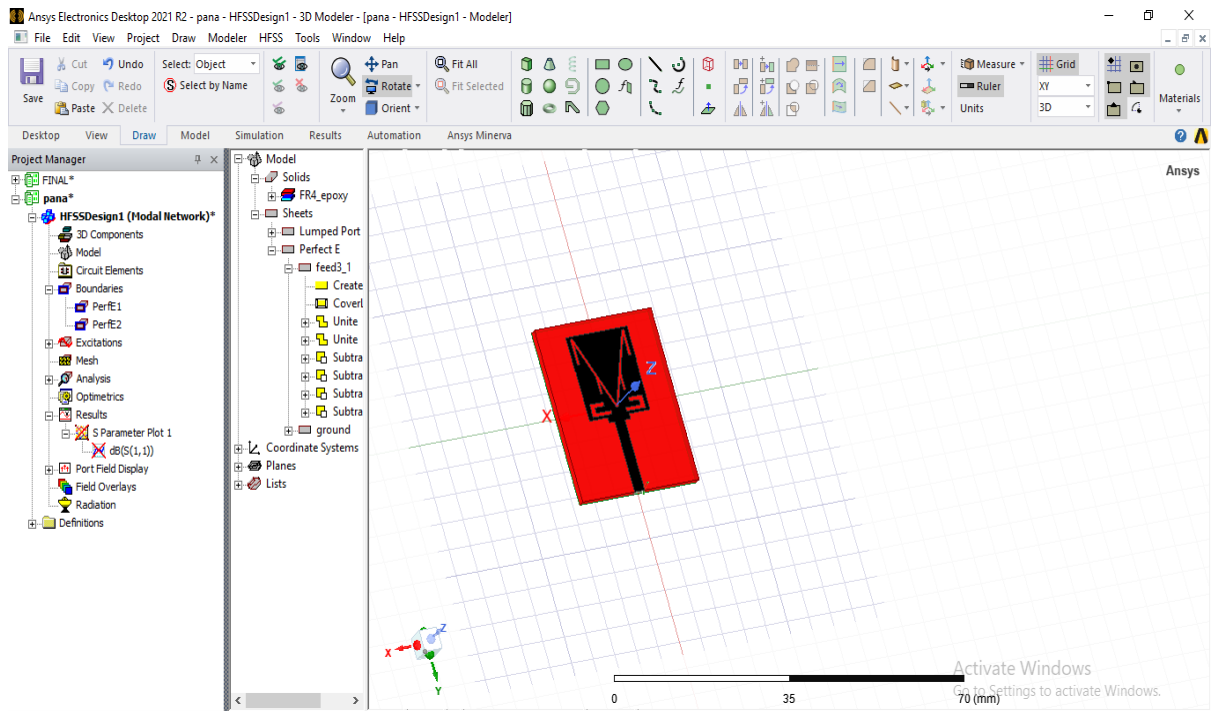 Ansys Electronics Desktop 2021 R2 - pana - HFSSDesign1 - 3D Modeler - [pana - HFSSDesign1 - Modeler]
File Edit View Project Draw Modeler HFSS Tools Window Help
Save
Cut Undo
Copy Redo
Paste Delete
Select: Object
Select by Name
Zoom
Pan
Rotate
Orient
Fit All
Fit Selected
Measure
Ruler
Units
Grid
XY
3D
Materials
Desktop View Draw Model Simulation Results Automation Ansys Minerva
Project Manager
FINAL*
pana*
HFSSDesign1 (Modal Network)*
3D Components
Model
Circuit Elements
Boundaries
PerfE1
PerfE2
Excitations
Mesh
Analysis
Optimetrics
Results
S Parameter Plot 1
dB(S(1,1))
Port Field Display
Field Overlays
Radiation
Definitions
Model
Solids
FR4_epoxy
Sheets
Lumped Port
Perfect E
feed3_1
Create
Coverl
Unite
Unite
Subtra
Subtra
Subtra
Subtra
ground
Coordinate Systems
Planes
Lists
Ansys
Z
X
Z
X
Y
0 35 70 (mm)
Activate Windows
Go to Settings to activate Windows.